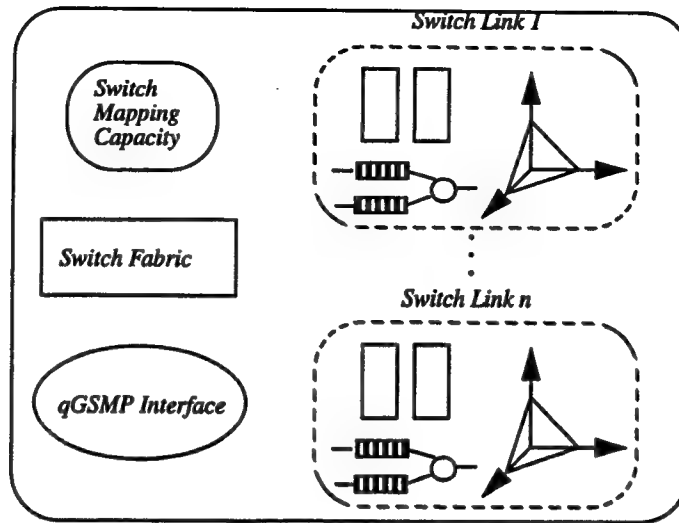 Switch Link 1
Switch
Mapping
Capacity
Switch Fabric
Switch Link n
qGSMP Interface